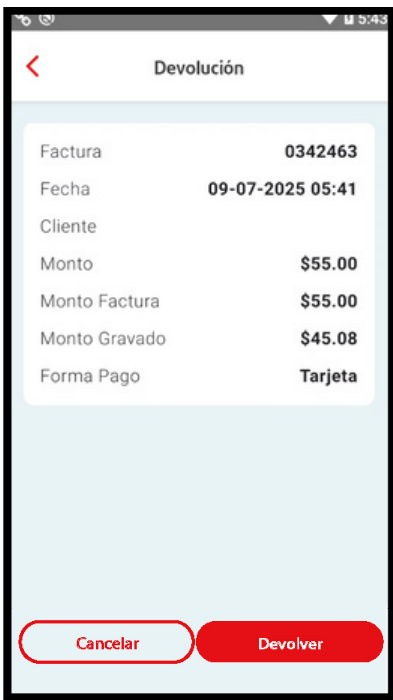 5:43
Devolución
Factura 0342463
Fecha 09-07-2025 05:41
Cliente
Monto $55.00
Monto Factura $55.00
Monto Gravado $45.08
Forma Pago Tarjeta
Cancelar Devolver